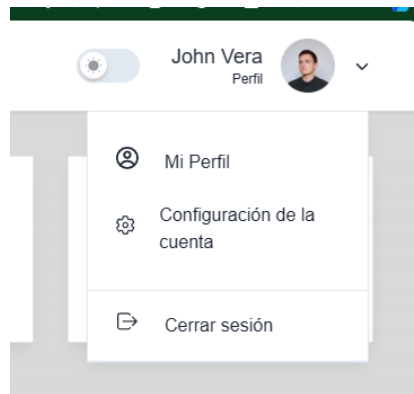 John Vera
Perfil
Mi Perfil
Configuración de la
cuenta
Cerrar sesión